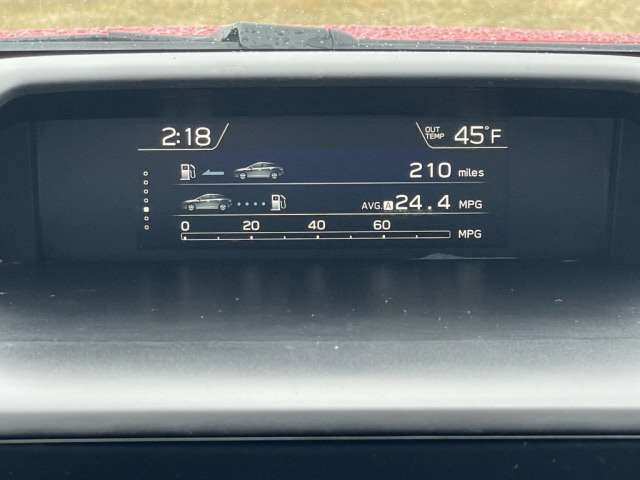 2:18 OUT TEMP 45°F
210 miles
AVG. A 24.4 MPG
0 20 40 60
MPG